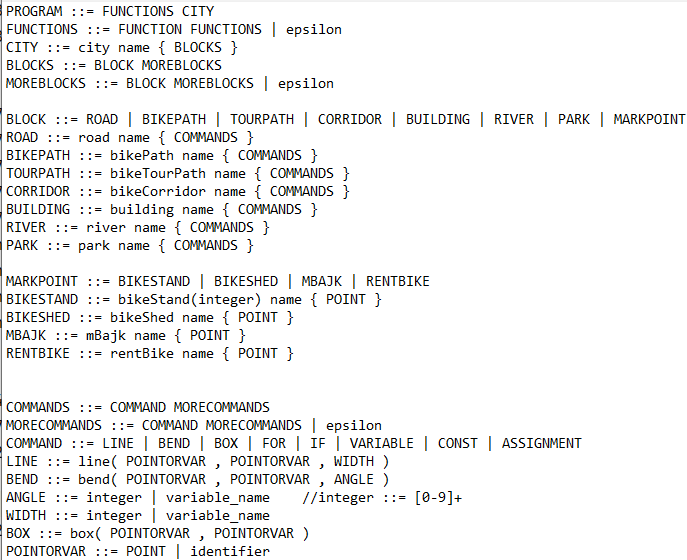 PROGRAM ::= FUNCTIONS CITY
FUNCTIONS ::= FUNCTION FUNCTIONS | epsilon
CITY ::= city name { BLOCKS }
BLOCKS ::= BLOCK MOREBLOCKS
MOREBLOCKS ::= BLOCK MOREBLOCKS | epsilon
BLOCK ::= ROAD | BIKEPATH | TOURPATH | CORRIDOR | BUILDING | RIVER | PARK | MARKPOINT
ROAD ::= road name { COMMANDS }
BIKEPATH ::= bikePath name { COMMANDS }
TOURPATH ::= bikeTourPath name { COMMANDS }
CORRIDOR ::= bikeCorridor name { COMMANDS }
BUILDING ::= building name { COMMANDS }
RIVER ::= river name { COMMANDS }
PARK ::= park name { COMMANDS }
MARKPOINT ::= BIKESTAND | BIKESHED | MBAJK | RENTBIKE
BIKESTAND ::= bikeStand(integer) name { POINT }
BIKESHED ::= bikeShed name { POINT }
MBAJK ::= mBajk name { POINT }
RENTBIKE ::= rentBike name { POINT }
COMMANDS ::= COMMAND MORECOMMANDS
MORECOMMANDS ::= COMMAND MORECOMMANDS | epsilon
COMMAND ::= LINE | BEND | BOX | FOR | IF | VARIABLE | CONST | ASSIGNMENT
LINE ::= line( POINTORVAR , POINTORVAR , WIDTH )
BEND ::= bend( POINTORVAR , POINTORVAR , ANGLE )
ANGLE ::= integer | variable_name    //integer ::= [0-9]+
WIDTH ::= integer | variable_name
BOX ::= box( POINTORVAR , POINTORVAR )
POINTORVAR ::= POINT | identifier